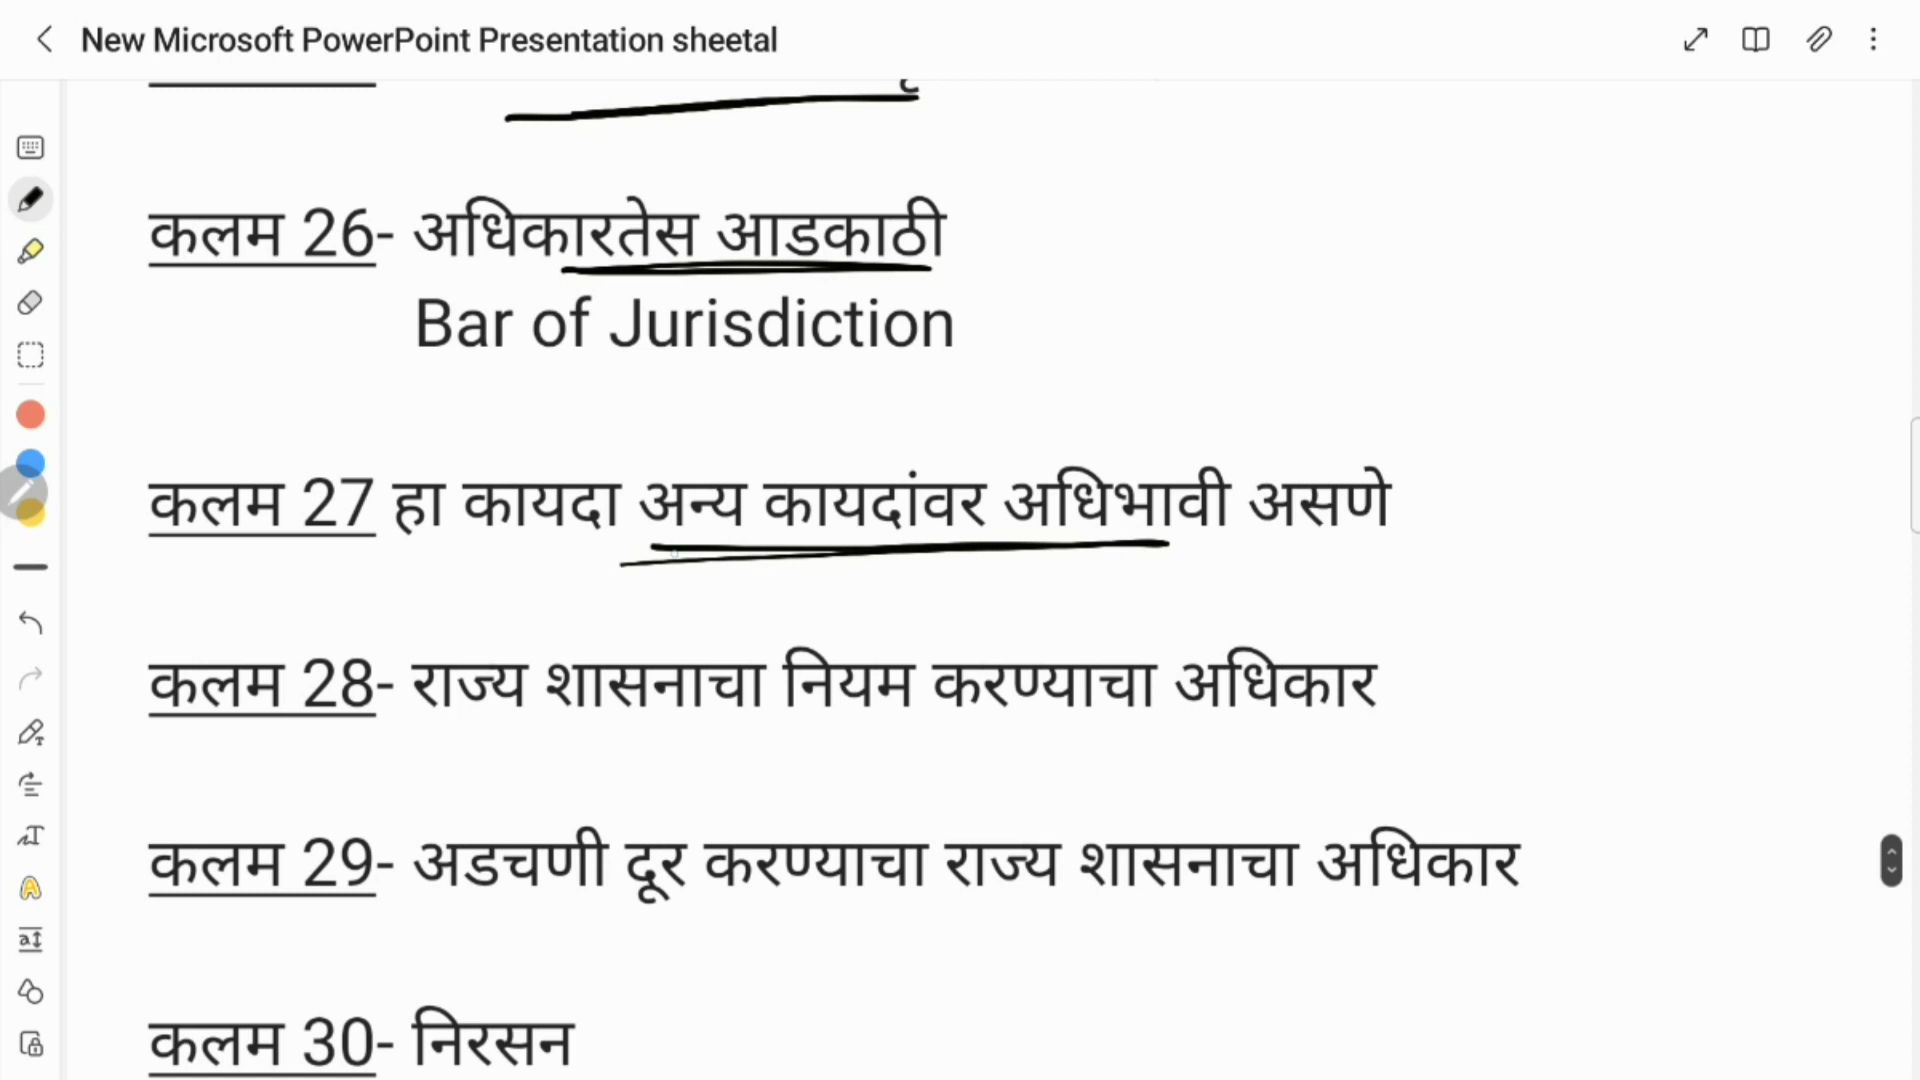 New Microsoft PowerPoint Presentation sheetal
कलम 26- अधिकारतेस आडकाठी
Bar of Jurisdiction
कलम 27 हा कायदा अन्य कायदांवर अधिभावी असणे
कलम 28- राज्य शासनाचा नियम करण्याचा अधिकार
कलम 29- अडचणी दूर करण्याचा राज्य शासनाचा अधिकार
कलम 30- निरसन